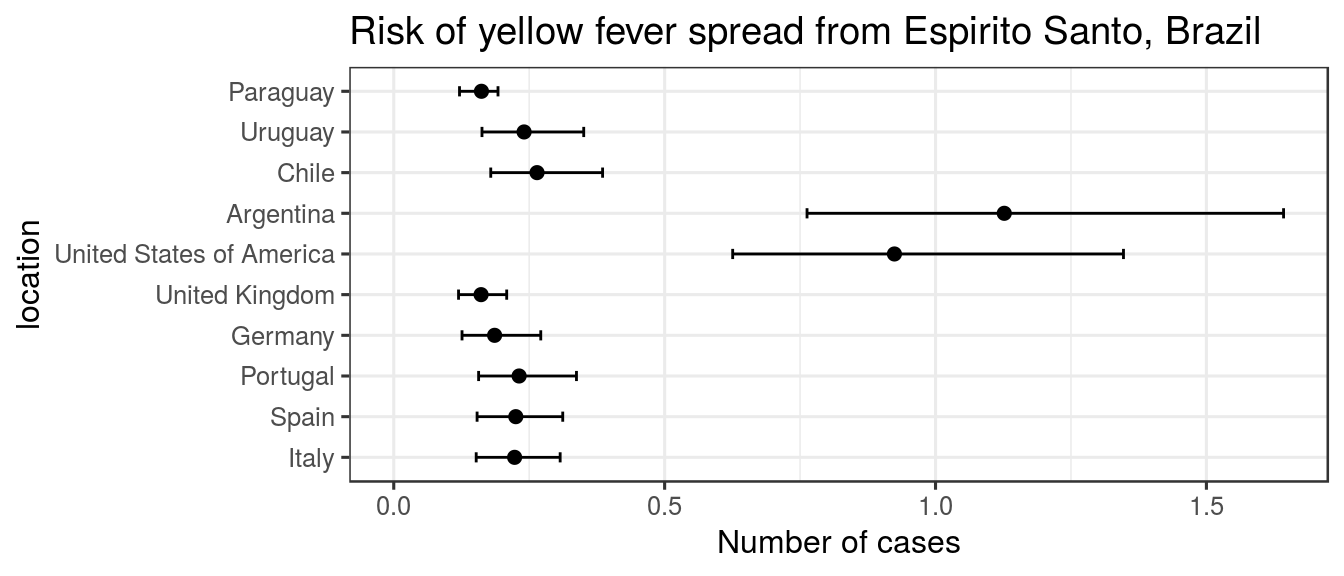 Risk of yellow fever spread from Espirito Santo, Brazil
location
Paraguay
Uruguay
Chile
Argentina
United States of America
United Kingdom
Germany
Portugal
Spain
Italy
0.0 0.5 1.0 1.5
Number of cases